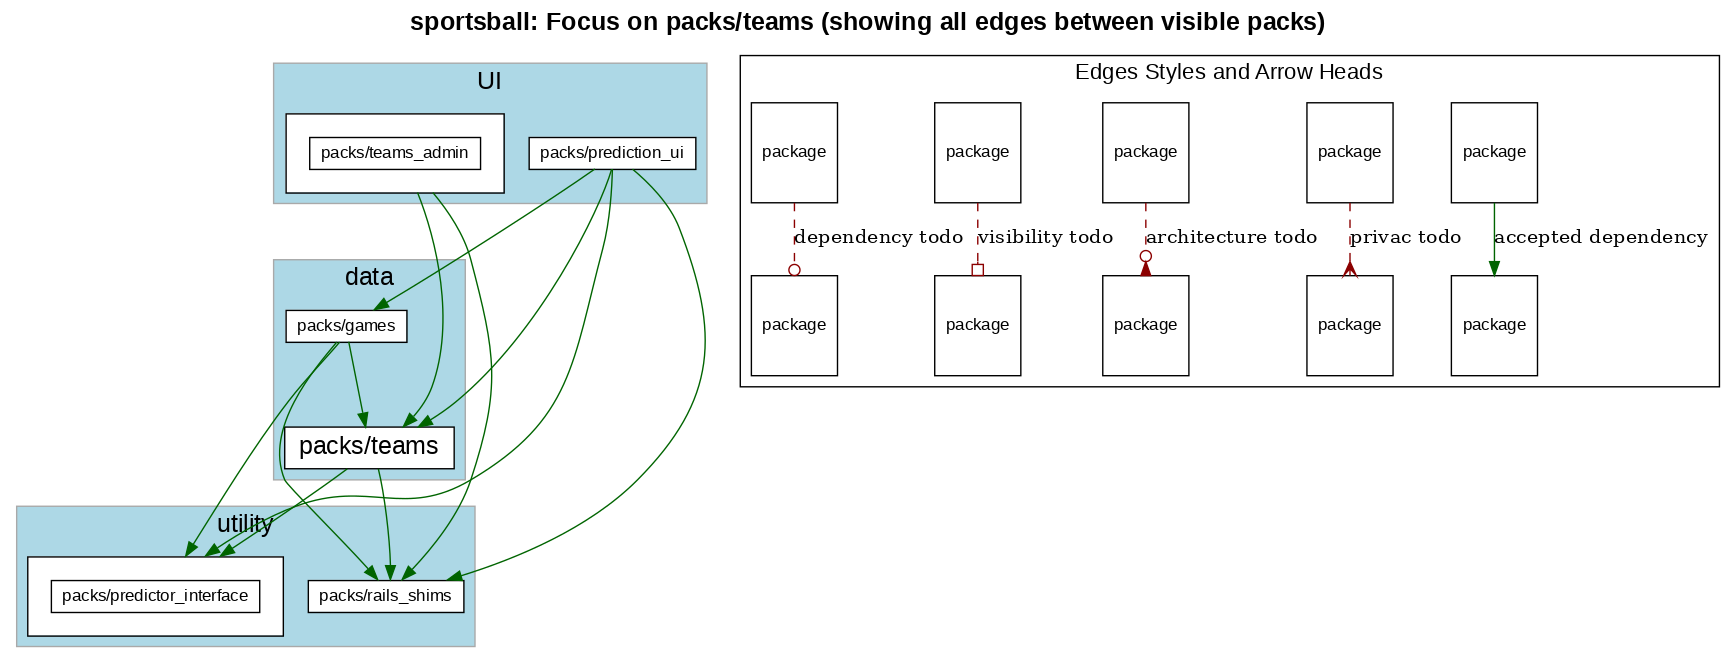 sportsball: Focus on packs/teams (showing all edges between visible packs)
UI
packs/teams_admin
packs/prediction_ui
data
packs/games
packs/teams
utility
packs/predictor_interface
packs/rails_shims
Edges Styles and Arrow Heads
package
package
package
package
package
dependency todo
visibility todo
architecture todo
privac todo
accepted dependency
package
package
package
package
package